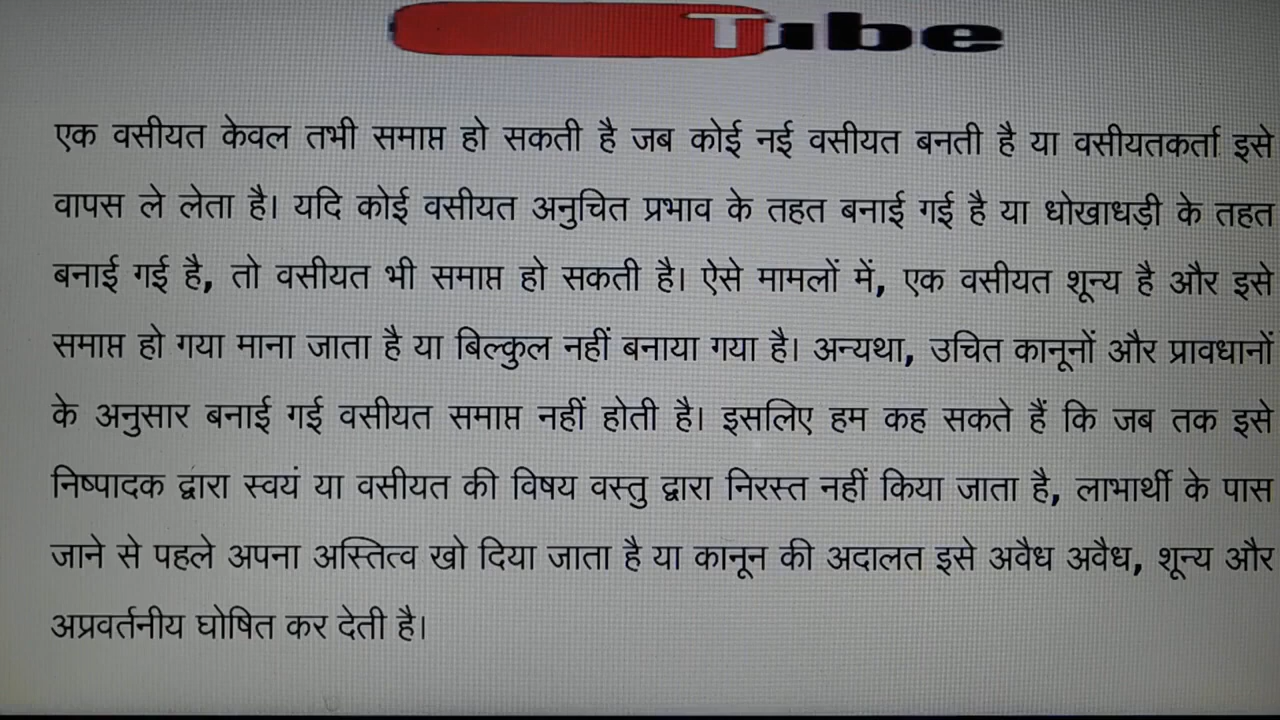 Tube
एक वसीयत केवल तभी समाप्त हो सकती है जब कोई नई वसीयत बनती है या वसीयतकर्ता इसे
वापस ले लेता है। यदि कोई वसीयत अनुचित प्रभाव के तहत बनाई गई है या धोखाधड़ी के तहत
बनाई गई है, तो वसीयत भी समाप्त हो सकती है। ऐसे मामलों में, एक वसीयत शून्य है और इसे
समाप्त हो गया माना जाता है या बिल्कुल नहीं बनाया गया है। अन्यथा, उचित कानूनों और प्रावधानों
के अनुसार बनाई गई वसीयत समाप्त नहीं होती है। इसलिए हम कह सकते हैं कि जब तक इसे
निष्पादक द्वारा स्वयं या वसीयत की विषय वस्तु द्वारा निरस्त नहीं किया जाता है, लाभार्थी के पास
जाने से पहले अपना अस्तित्व खो दिया जाता है या कानून की अदालत इसे अवैध अवैध, शून्य और
अप्रवर्तनीय घोषित कर देती है।